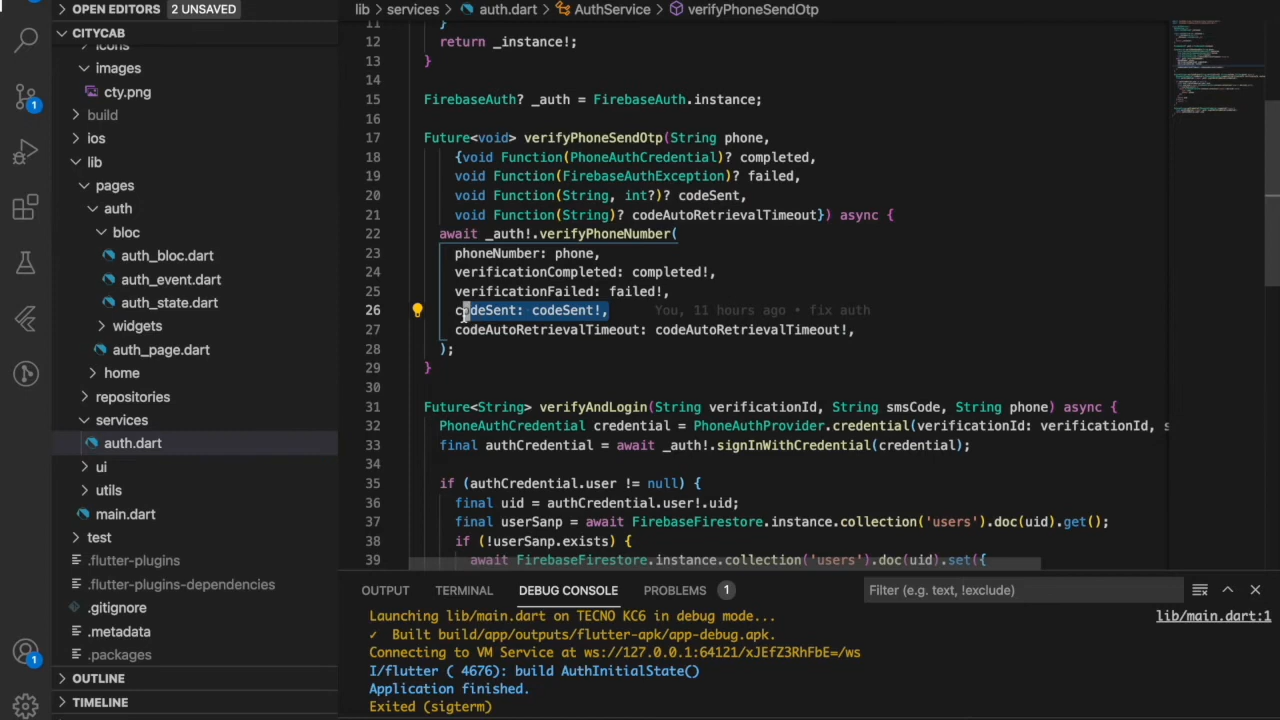 OPEN EDITORS 2 UNSAVED
CITYCAB
icons
images
cty.png
build
ios
lib
pages
auth
bloc
auth_bloc.dart
auth_event.dart
auth_state.dart
widgets
auth_page.dart
home
repositories
services
auth.dart
ui
utils
main.dart
test
.flutter-plugins
.flutter-plugins-dependencies
.gitignore
.metadata
.packages
OUTLINE
TIMELINE
1
1
lib > services > auth.dart > AuthService > verifyPhoneSendOtp
11 }
12 return _instance!;
13 }
14
15 FirebaseAuth? _auth = FirebaseAuth.instance;
16
17 Future<void> verifyPhoneSendOtp(String phone,
18 {void Function(PhoneAuthCredential)? completed,
19 void Function(FirebaseAuthException)? failed,
20 void Function(String, int?)? codeSent,
21 void Function(String)? codeAutoRetrievalTimeout}) async {
22 await _auth!.verifyPhoneNumber(
23 phoneNumber: phone,
24 verificationCompleted: completed!,
25 verificationFailed: failed!,
26 codeSent: codeSent!, You, 11 hours ago • fix auth
27 codeAutoRetrievalTimeout: codeAutoRetrievalTimeout!,
28 );
29 }
30
31 Future<String> verifyAndLogin(String verificationId, String smsCode, String phone) async {
32 PhoneAuthCredential credential = PhoneAuthProvider.credential(verificationId: verificationId, s
33 final authCredential = await _auth!.signInWithCredential(credential);
34
35 if (authCredential.user != null) {
36 final uid = authCredential.user!.uid;
37 final userSanp = await FirebaseFirestore.instance.collection('users').doc(uid).get();
38 if (!userSanp.exists) {
39 await FirebaseFirestore.instance.collection('users').doc(uid).set({
OUTPUT TERMINAL DEBUG CONSOLE PROBLEMS 1 Filter (e.g. text, !exclude)
Launching lib/main.dart on TECNO KC6 in debug mode... lib/main.dart:1
✓ Built build/app/outputs/flutter-apk/app-debug.apk.
Connecting to VM Service at ws://127.0.0.1:64121/xJEfZ3RhFbE=/ws
I/flutter ( 4676): build AuthInitialState()
Application finished.
Exited (sigterm)